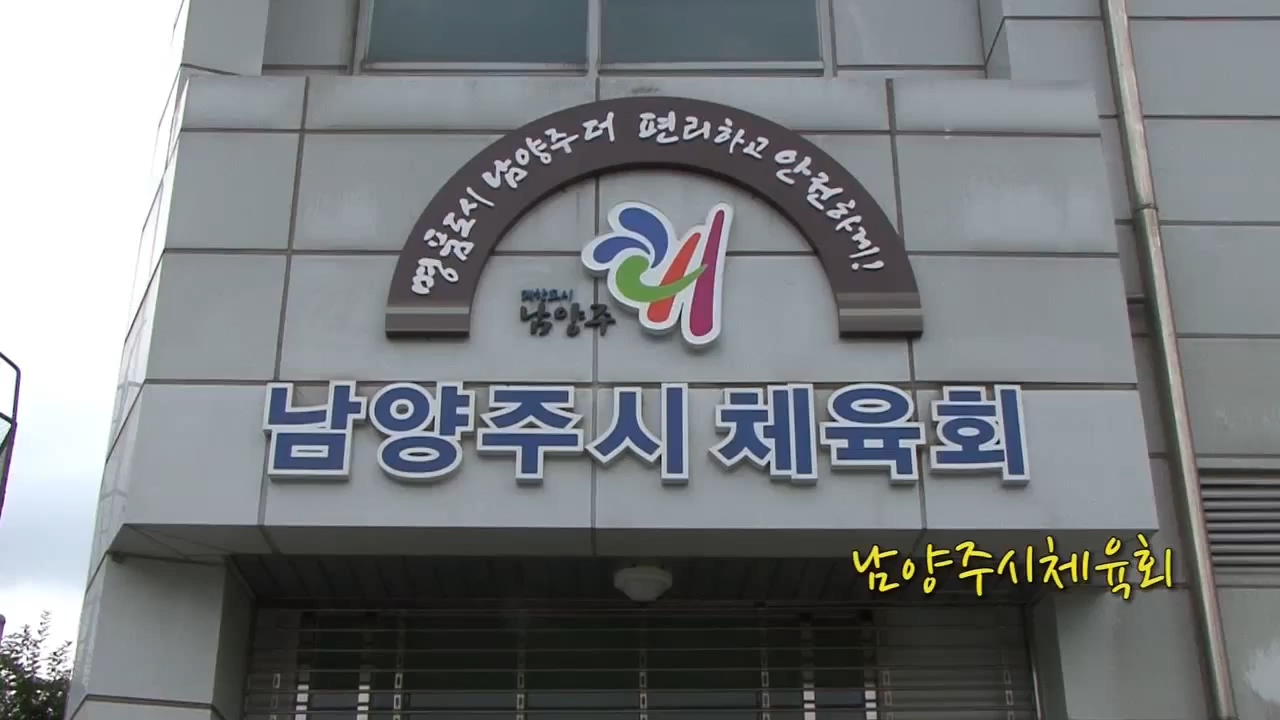 명품도시 남양주 더 편리하고 안전하게!
남양주
남양주시체육회
남양주시체육회